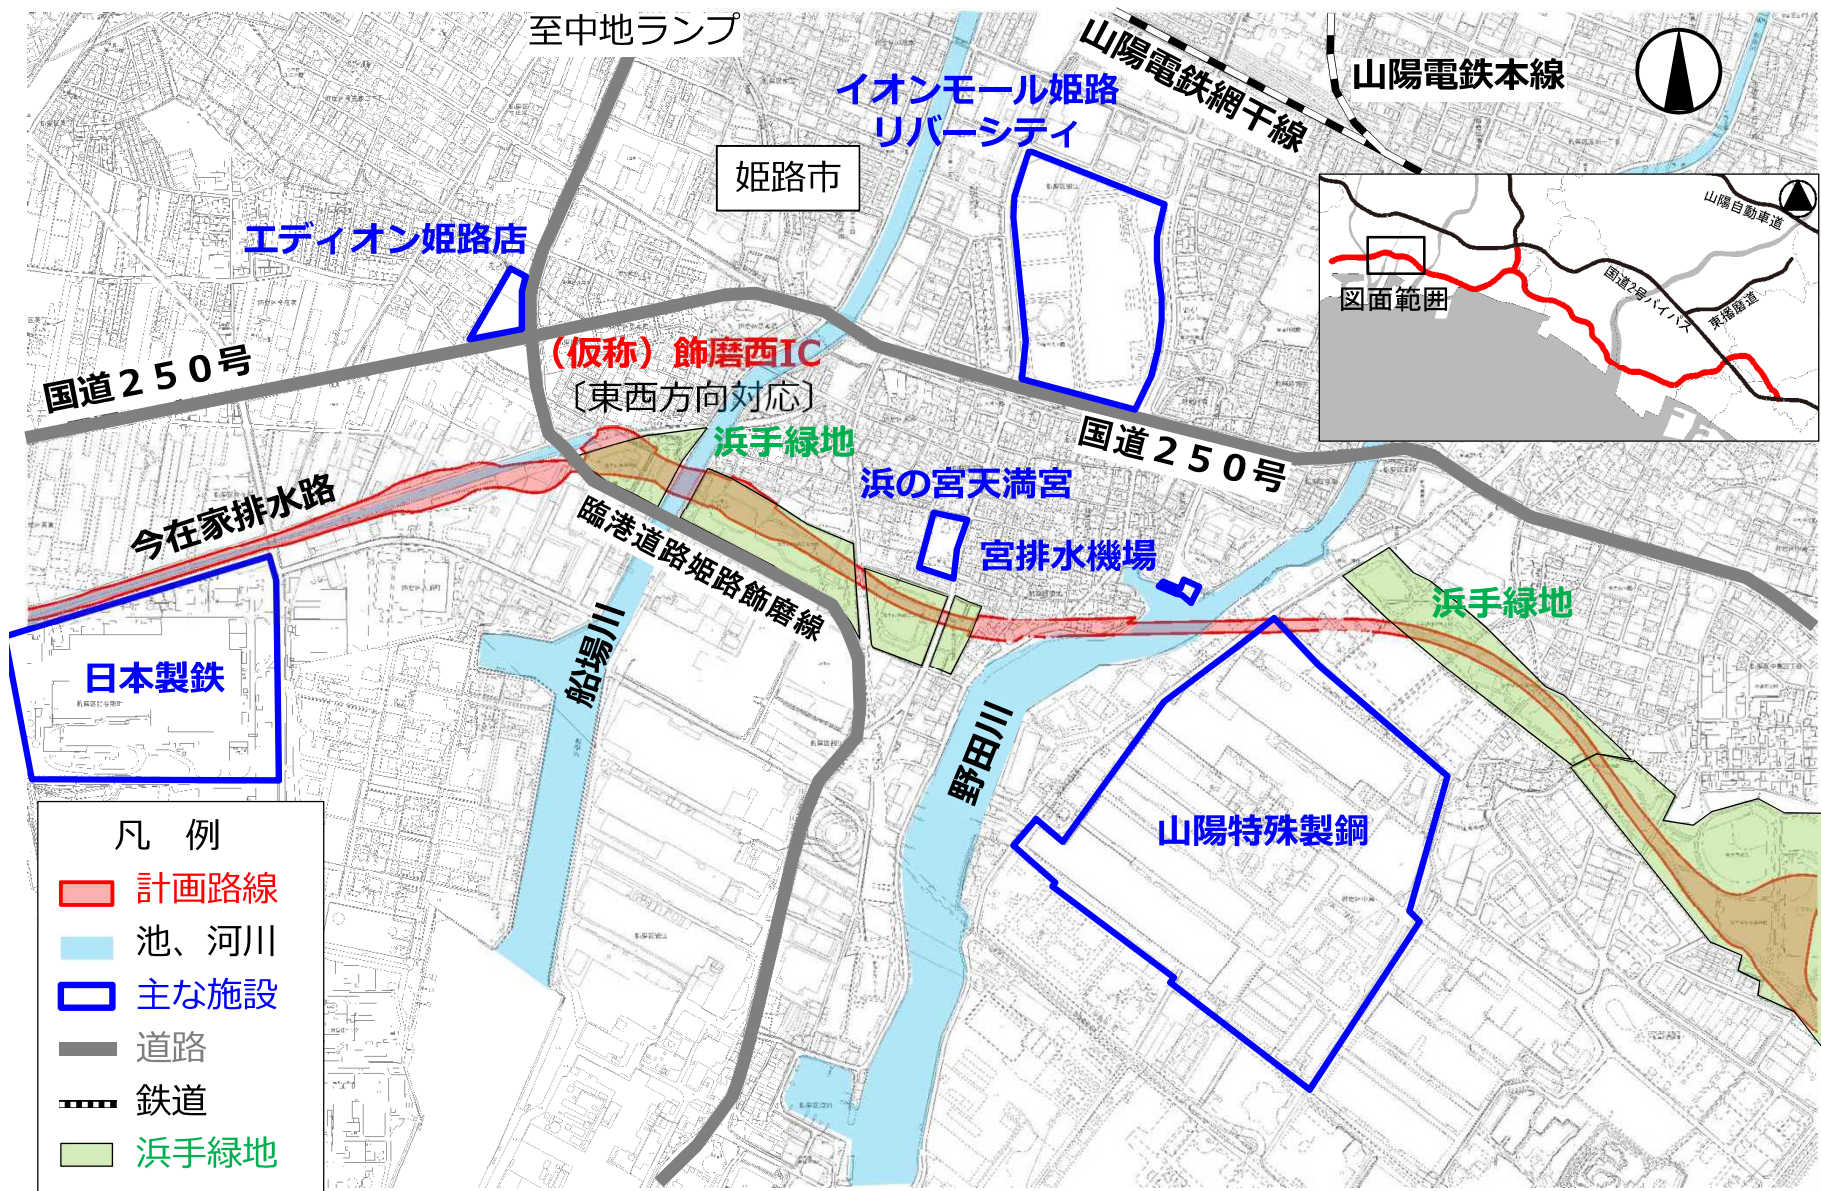 至中地ランプ
山陽電鉄網干線
山陽電鉄本線
イオンモール姫路
リバーシティ
姫路市
エディオン姫路店
山陽自動車道
国道2号バイパス
東播磨道
図面範囲
国道２５０号
（仮称）飾磨西IC
〔東西方向対応〕
浜手緑地
国道２５０号
今在家排水路
浜の宮天満宮
臨港道路姫路飾磨線
宮排水機場
浜手緑地
船場川
日本製鉄
野田川
山陽特殊製鋼
凡　例
計画路線
池、河川
主な施設
道路
鉄道
浜手緑地